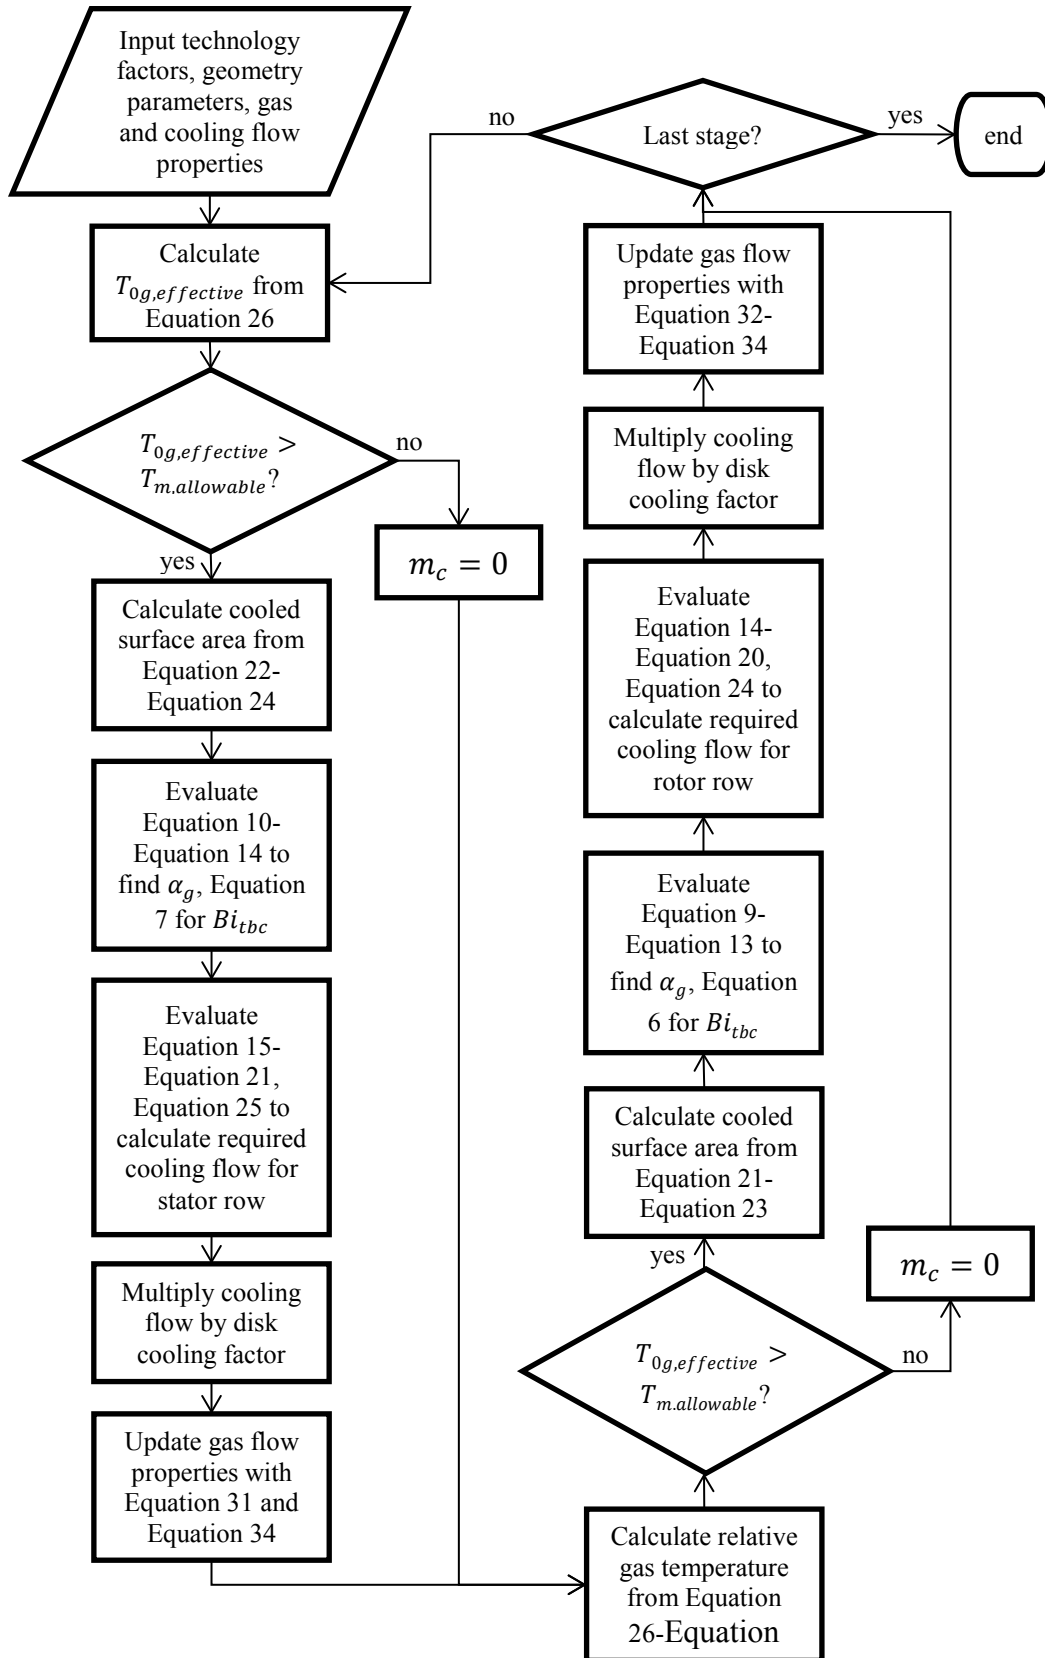 Input technology
factors, geometry
parameters, gas
and cooling flow
properties
Calculate
T₀g,effective from
Equation 26
T₀g,effective >
Tm,allowable?
no
yes
m_c = 0
Calculate cooled
surface area from
Equation 22-
Equation 24
Evaluate
Equation 10-
Equation 14 to
find α_g, Equation
7 for Bi_tbc
Evaluate
Equation 15-
Equation 21,
Equation 25 to
calculate required
cooling flow for
stator row
Multiply cooling
flow by disk
cooling factor
Update gas flow
properties with
Equation 31 and
Equation 34
Calculate relative
gas temperature
from Equation
26-Equation
T₀g,effective >
Tm.allowable?
no
yes
m_c = 0
Calculate cooled
surface area from
Equation 21-
Equation 23
Evaluate
Equation 9-
Equation 13 to
find α_g, Equation
6 for Bi_tbc
Evaluate
Equation 14-
Equation 20,
Equation 24 to
calculate required
cooling flow for
rotor row
Multiply cooling
flow by disk
cooling factor
Update gas flow
properties with
Equation 32-
Equation 34
Last stage?
no
yes
end